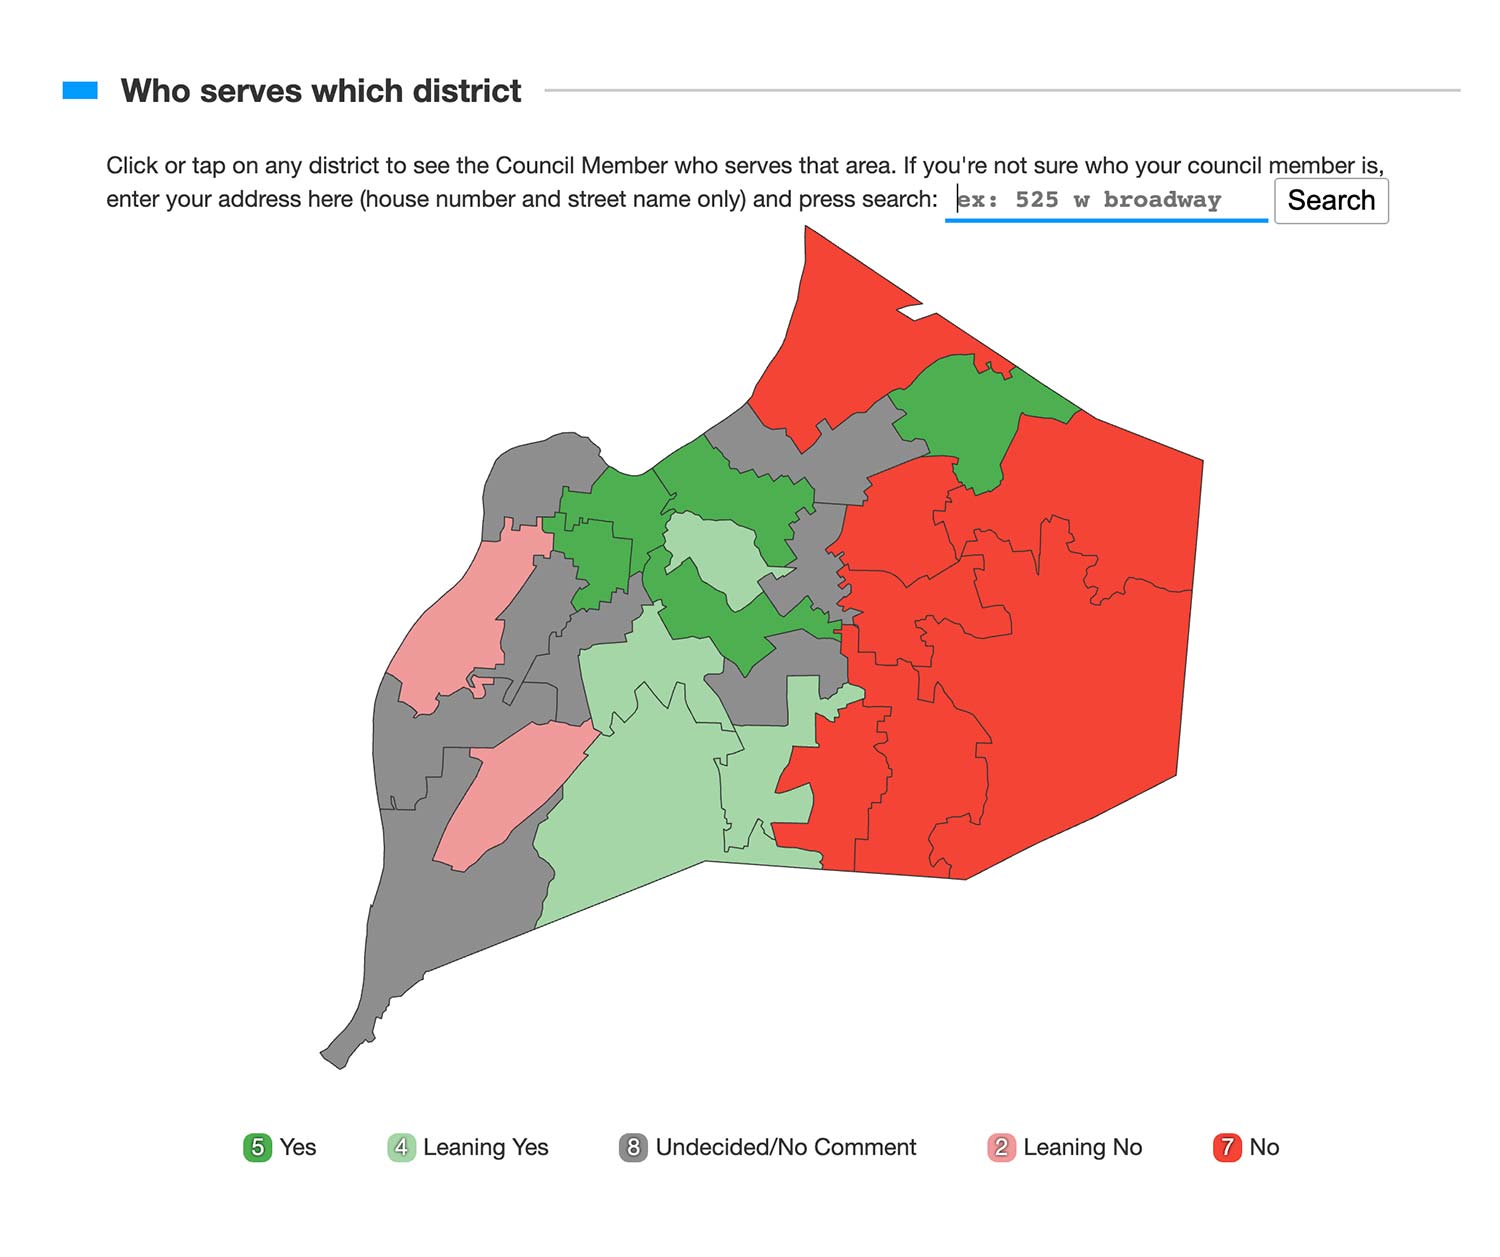 Who serves which district
Click or tap on any district to see the Council Member who serves that area. If you're not sure who your council member is,
enter your address here (house number and street name only) and press search: ex: 525 w broadway Search
5 Yes 4 Leaning Yes 8 Undecided/No Comment 2 Leaning No 7 No